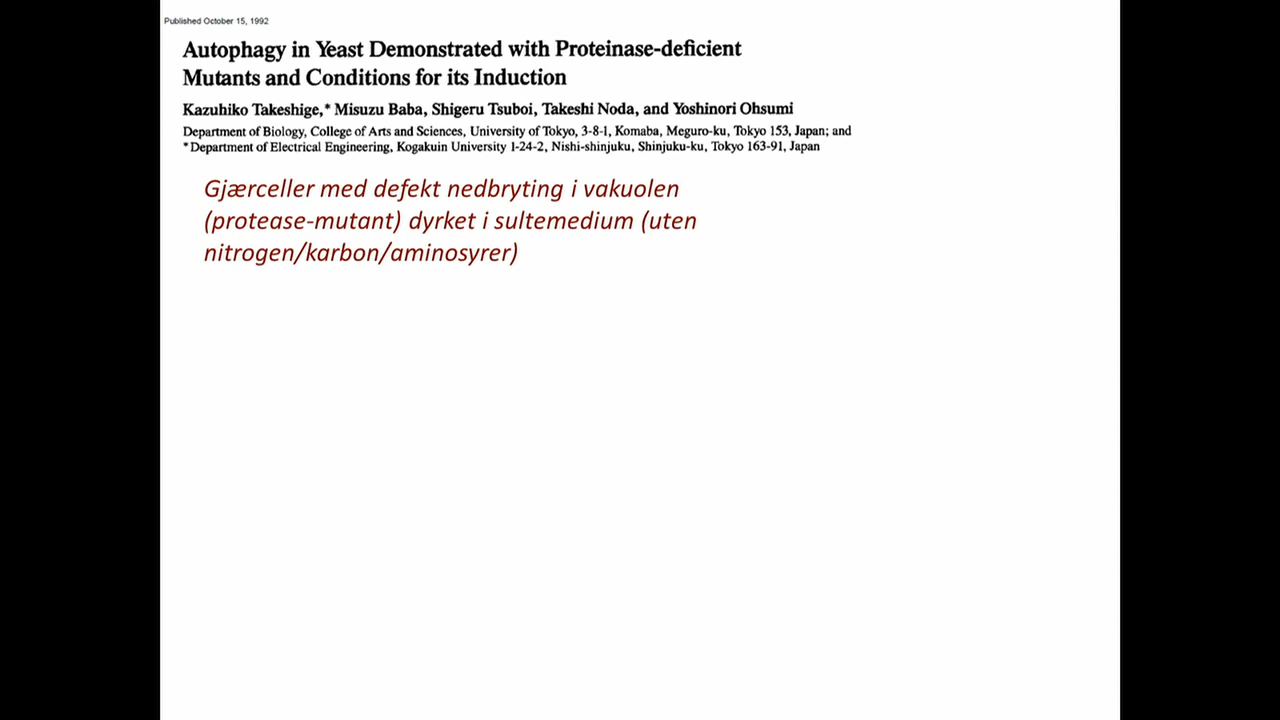 Published October 15, 1992
Autophagy in Yeast Demonstrated with Proteinase-deficient
Mutants and Conditions for its Induction
Kazuhiko Takeshige,* Misuzu Baba, Shigeru Tsuboi, Takeshi Noda, and Yoshinori Ohsumi
Department of Biology, College of Arts and Sciences, University of Tokyo, 3-8-1, Komaba, Meguro-ku, Tokyo 153, Japan; and
*Department of Electrical Engineering, Kogakuin University 1-24-2, Nishi-shinjuku, Shinjuku-ku, Tokyo 163-91, Japan
Gjærceller med defekt nedbryting i vakuolen
(protease-mutant) dyrket i sultemedium (uten
nitrogen/karbon/aminosyrer)